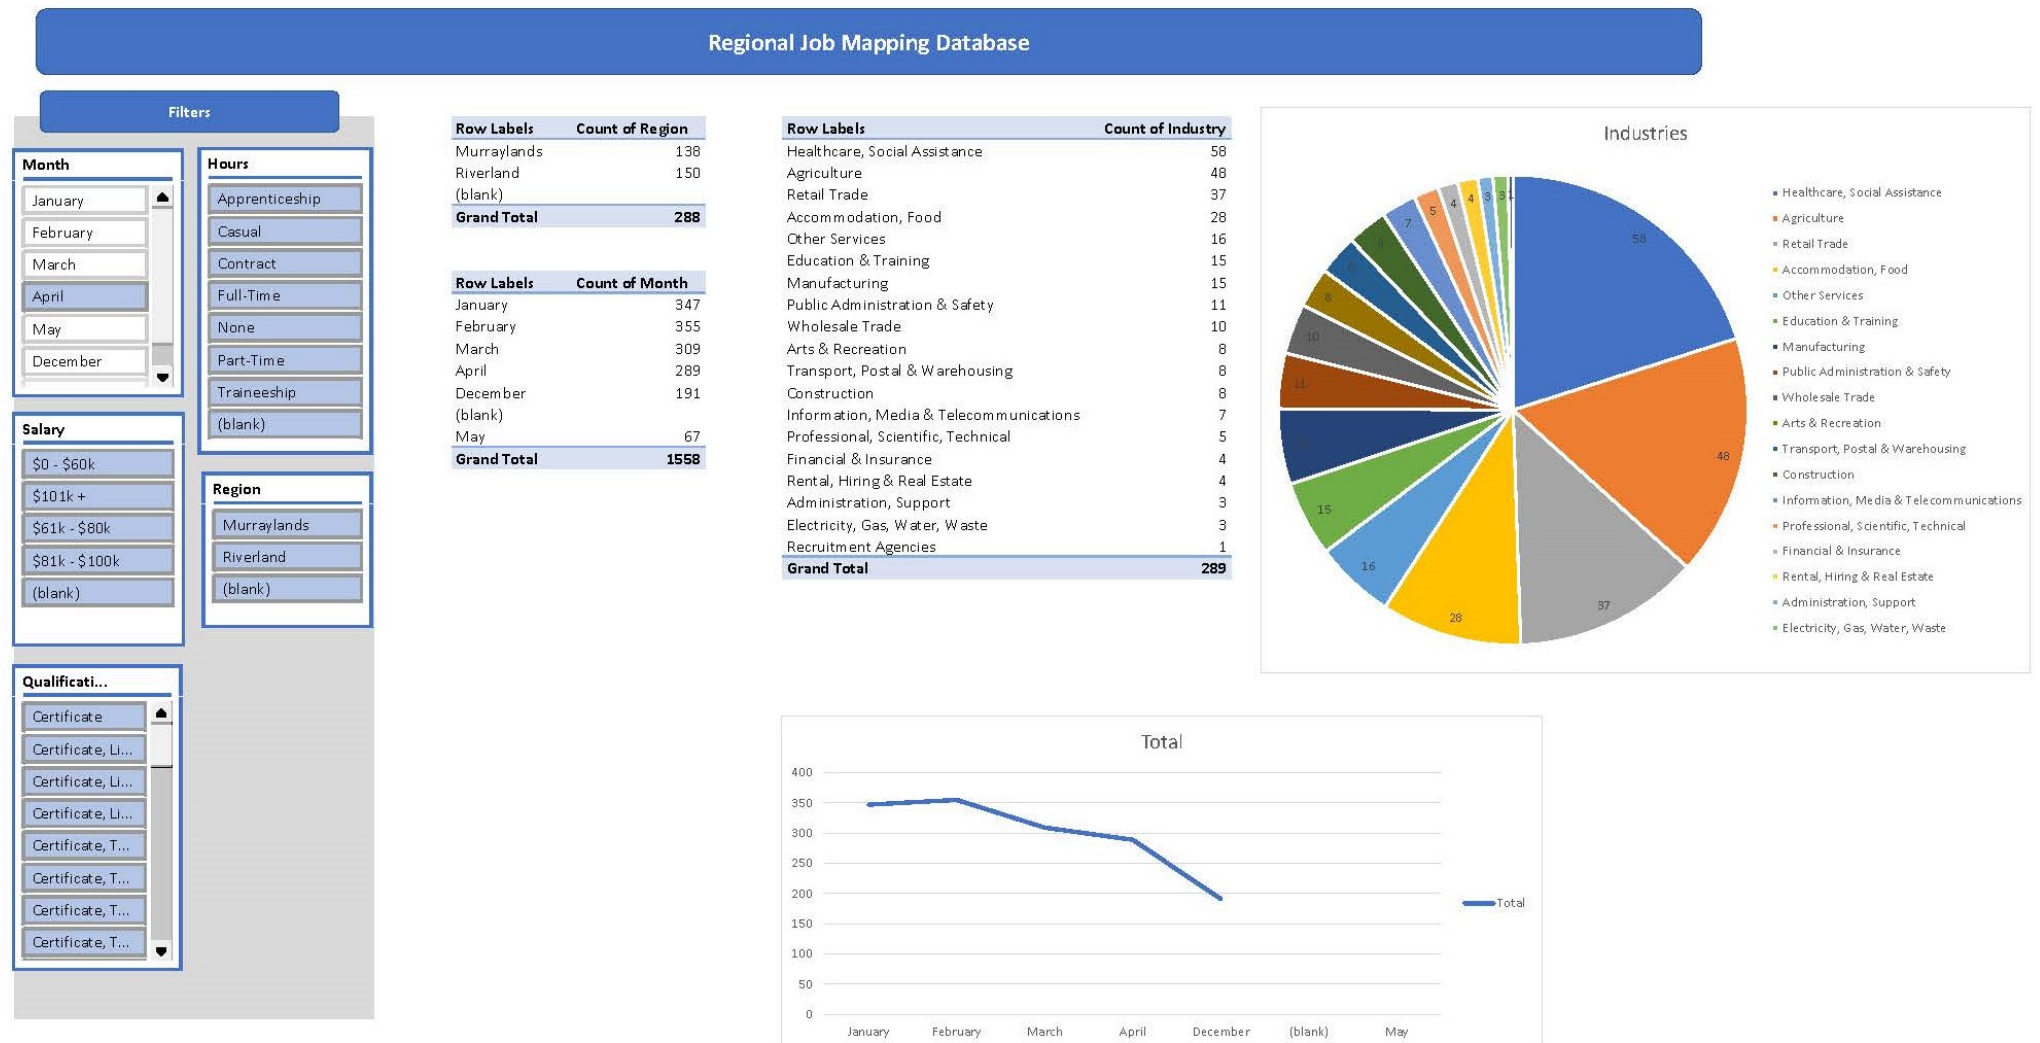 Regional Job Mapping Database
Filters
Month
January
February
March
April
May
December
Hours
Apprenticeship
Casual
Contract
Full-Time
None
Part-Time
Traineeship
(blank)
Salary
$0 - $60k
$101k +
$61k - $80k
$81k - $100k
(blank)
Region
Murraylands
Riverland
(blank)
Qualificati...
Certificate
Certificate, Li...
Certificate, Li...
Certificate, Li...
Certificate, T...
Certificate, T...
Certificate, T...
Certificate, T...
Row Labels Count of Region
Murraylands 138
Riverland 150
(blank)
Grand Total 288
Row Labels Count of Month
January 347
February 355
March 309
April 289
December 191
(blank)
May 67
Grand Total 1558
Row Labels Count of Industry
Healthcare, Social Assistance 58
Agriculture 48
Retail Trade 37
Accommodation, Food 28
Other Services 16
Education & Training 15
Manufacturing 15
Public Administration & Safety 11
Wholesale Trade 10
Arts & Recreation 8
Transport, Postal & Warehousing 8
Construction 8
Information, Media & Telecommunications 7
Professional, Scientific, Technical 5
Financial & Insurance 4
Rental, Hiring & Real Estate 4
Administration, Support 3
Electricity, Gas, Water, Waste 3
Recruitment Agencies 1
Grand Total 289
Industries
58
48
37
28
16
15
11
10
8
7
5
4
4
3
3
1
Healthcare, Social Assistance
Agriculture
Retail Trade
Accommodation, Food
Other Services
Education & Training
Manufacturing
Public Administration & Safety
Wholesale Trade
Arts & Recreation
Transport, Postal & Warehousing
Construction
Information, Media & Telecommunications
Professional, Scientific, Technical
Financial & Insurance
Rental, Hiring & Real Estate
Administration, Support
Electricity, Gas, Water, Waste
Total
400
350
300
250
200
150
100
50
0
January February March April December (blank) May
Total